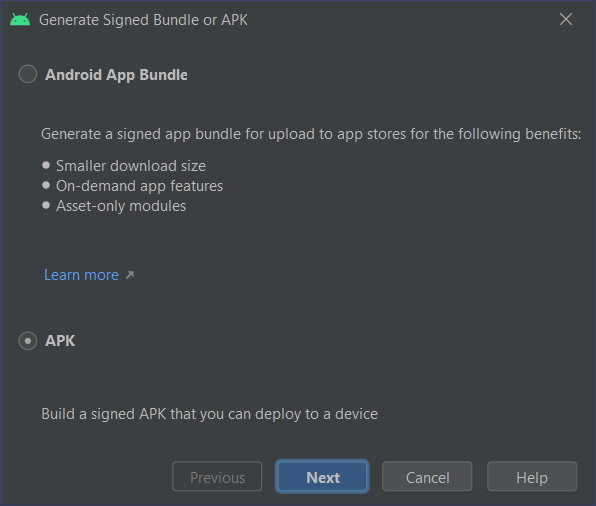 Generate Signed Bundle or APK
Android App Bundle
Generate a signed app bundle for upload to app stores for the following benefits:
• Smaller download size
• On-demand app features
• Asset-only modules
Learn more ↗
APK
Build a signed APK that you can deploy to a device
Previous Next Cancel Help